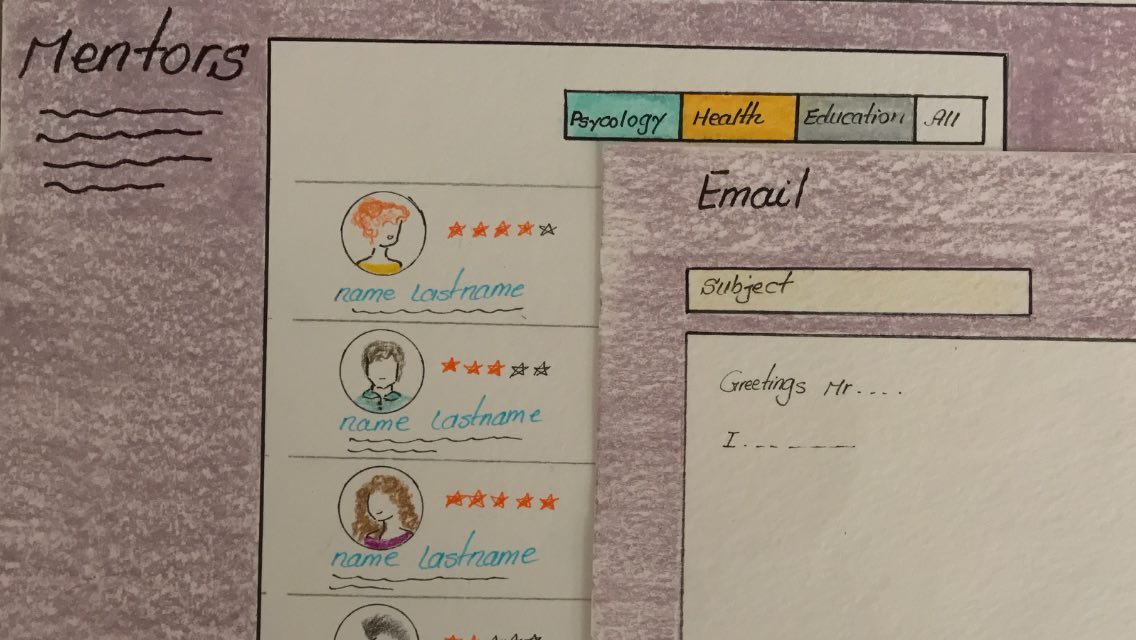 Mentors
Psycology Health Education All
name Lastname
name Lastname
name Lastname
Email
Subject
Greetings Mr....
I.......